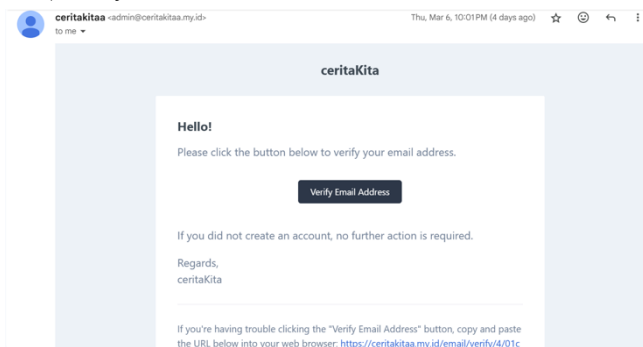 ceritakitaa <admin@ceritakitaa.my.id>
Thu, Mar 6, 10:01 PM (4 days ago)
to me
ceritaKita
Hello!
Please click the button below to verify your email address.
Verify Email Address
If you did not create an account, no further action is required.
Regards,
ceritaKita
If you're having trouble clicking the "Verify Email Address" button, copy and paste
the URL below into your web browser: https://ceritakitaa.my.id/email/verify/4/01c